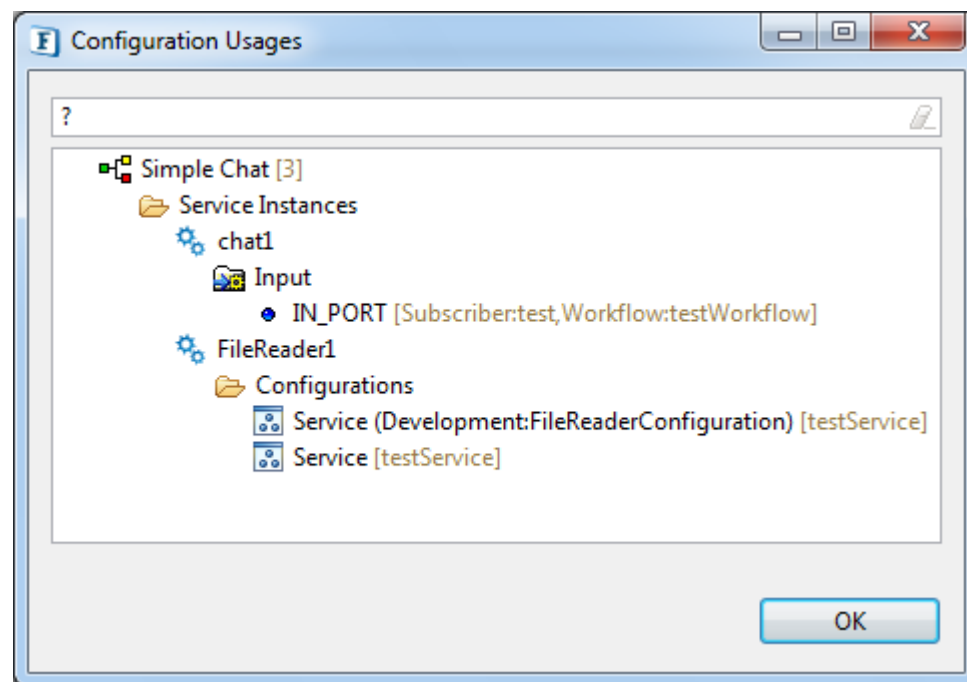 Configuration Usages
?
Simple Chat [3]
Service Instances
chat1
Input
IN_PORT [Subscriber:test,Workflow:testWorkflow]
FileReader1
Configurations
Service (Development:FileReaderConfiguration) [testService]
Service [testService]
OK